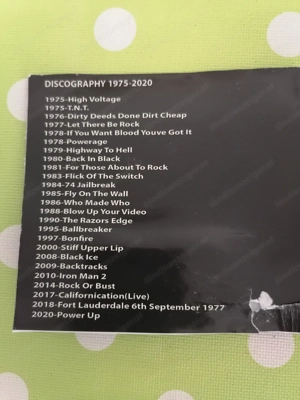 DISCOGRAPHY 1975-2020
1975-High Voltage
1975-T.N.T.
1976-Dirty Deeds Done Dirt Cheap
1977-Let There Be Rock
1978-If You Want Blood Youve Got It
1978-Powerage
1979-Highway To Hell
1980-Back In Black
1981-For Those About To Rock
1983-Flick Of The Switch
1984-74 Jailbreak
1985-Fly On The Wall
1986-Who Made Who
1988-Blow Up Your Video
1990-The Razors Edge
1995-Ballbreaker
1997-Bonfire
2000-Stiff Upper Lip
2008-Black Ice
2009-Backtracks
2010-Iron Man 2
2014-Rock Or Bust
2017-Californication(Live)
2018-Fort Lauderdale 6th September 1977
2020-Power Up